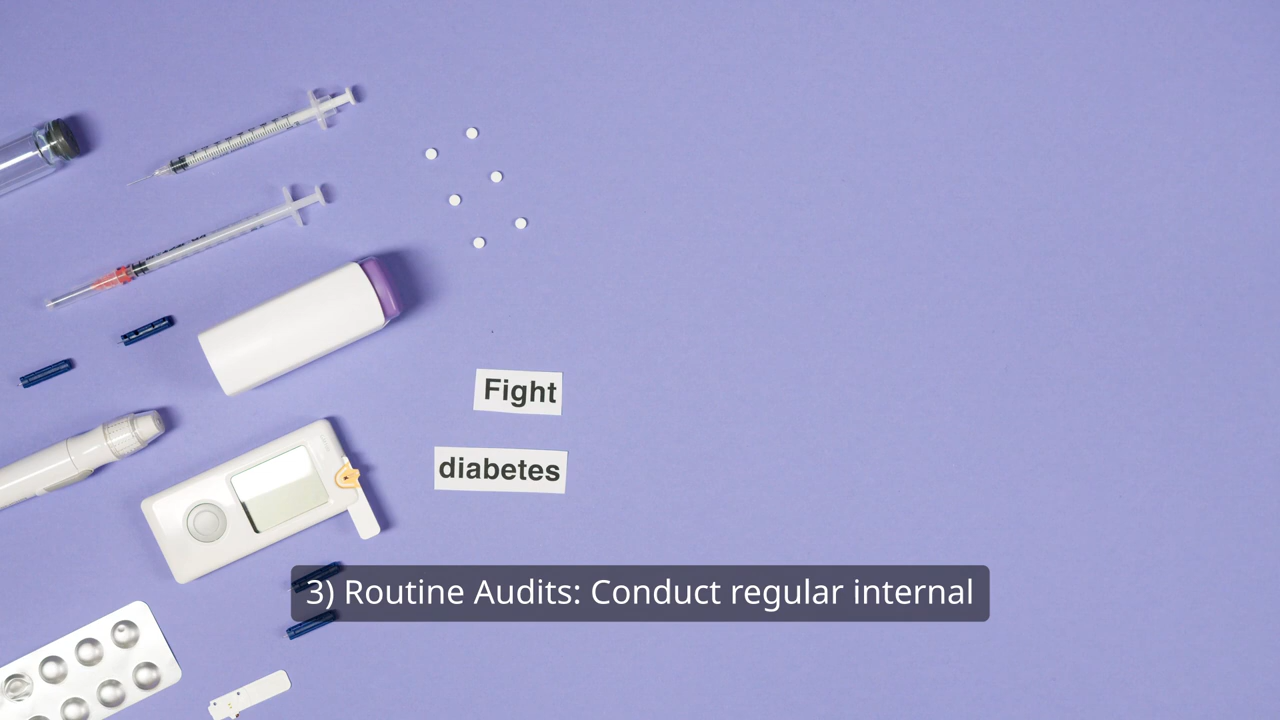 Fight
diabetes
3) Routine Audits: Conduct regular internal